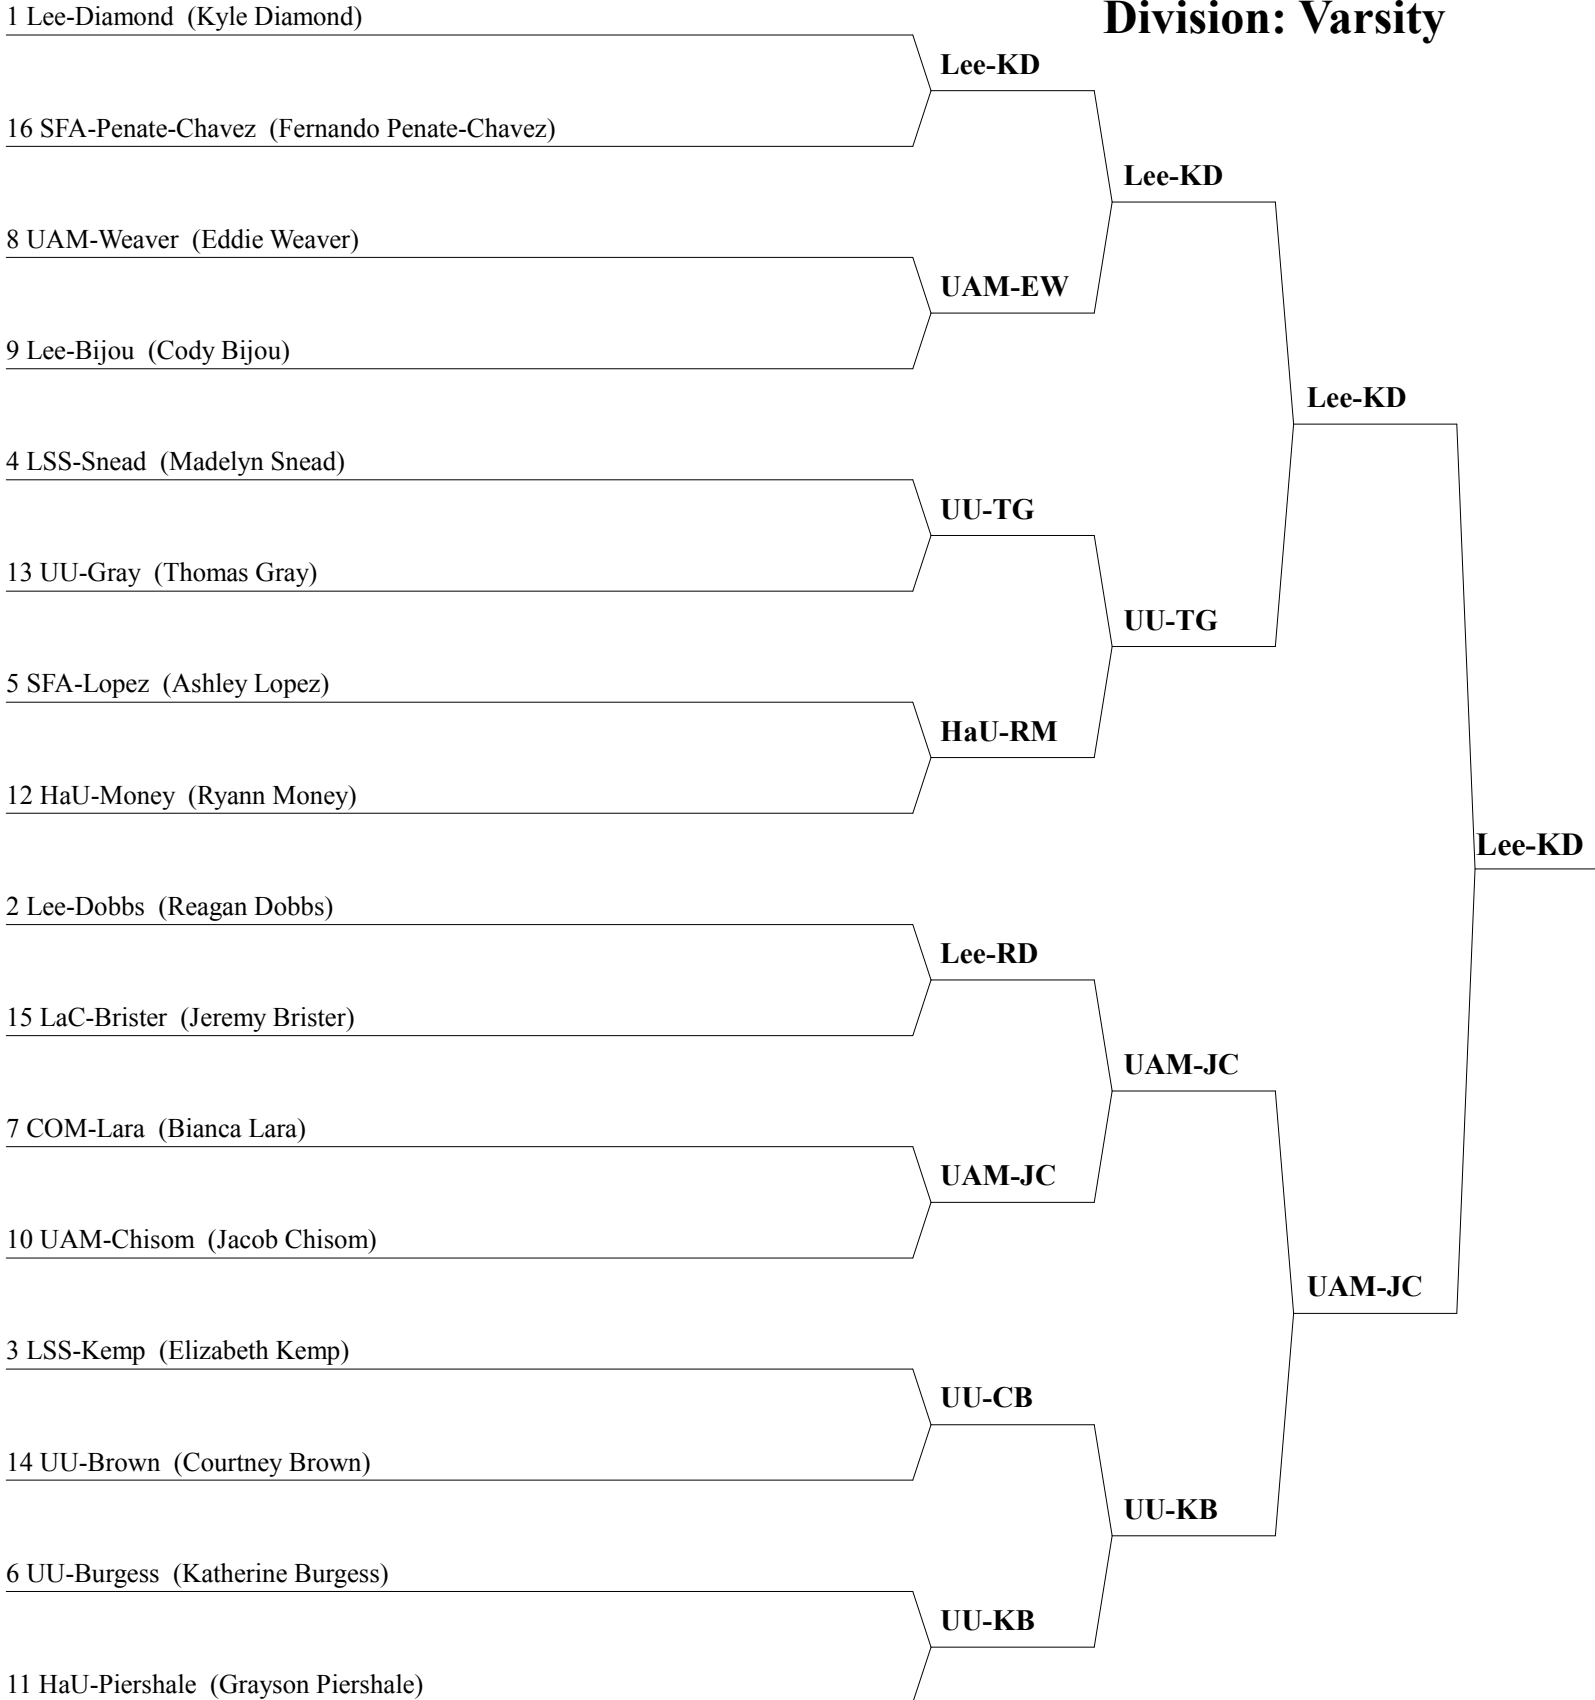 Division: Varsity
1 Lee-Diamond (Kyle Diamond)
Lee-KD
16 SFA-Penate-Chavez (Fernando Penate-Chavez)
Lee-KD
8 UAM-Weaver (Eddie Weaver)
UAM-EW
9 Lee-Bijou (Cody Bijou)
Lee-KD
4 LSS-Snead (Madelyn Snead)
UU-TG
13 UU-Gray (Thomas Gray)
UU-TG
5 SFA-Lopez (Ashley Lopez)
HaU-RM
12 HaU-Money (Ryann Money)
Lee-KD
2 Lee-Dobbs (Reagan Dobbs)
Lee-RD
15 LaC-Brister (Jeremy Brister)
UAM-JC
7 COM-Lara (Bianca Lara)
UAM-JC
10 UAM-Chisom (Jacob Chisom)
UAM-JC
3 LSS-Kemp (Elizabeth Kemp)
UU-CB
14 UU-Brown (Courtney Brown)
UU-KB
6 UU-Burgess (Katherine Burgess)
UU-KB
11 HaU-Piershale (Grayson Piershale)